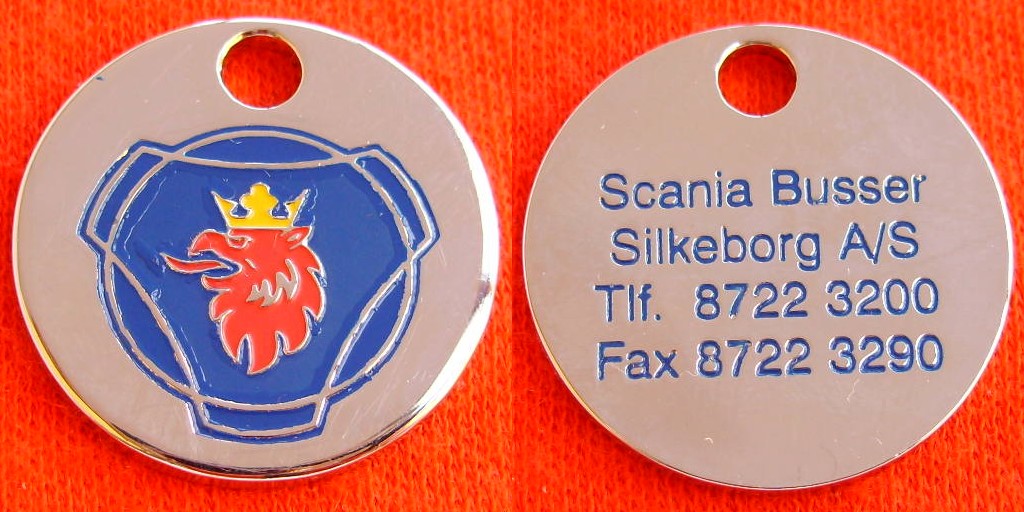 Scania Busser
Silkeborg A/S
Tlf. 8722 3200
Fax 8722 3290